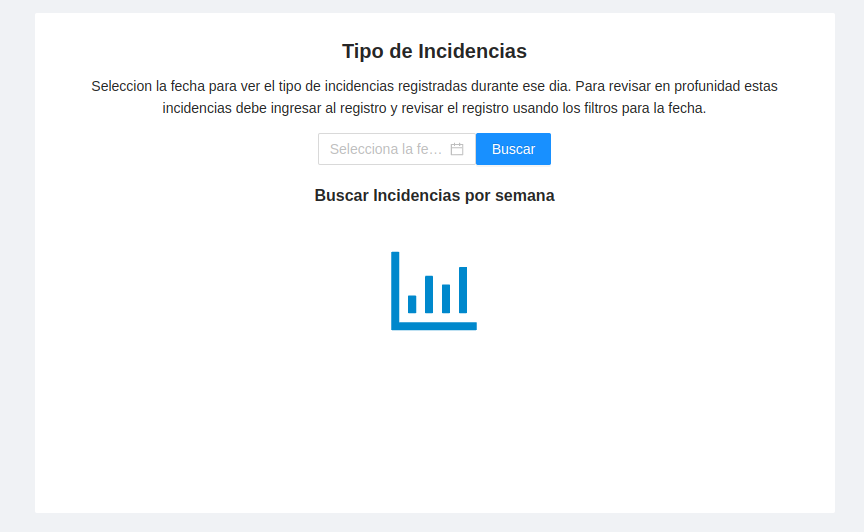 Tipo de Incidencias
Seleccion la fecha para ver el tipo de incidencias registradas durante ese dia. Para revisar en profundidad estas
incidencias debe ingresar al registro y revisar el registro usando los filtros para la fecha.
Selecciona la fe...
Buscar
Buscar Incidencias por semana